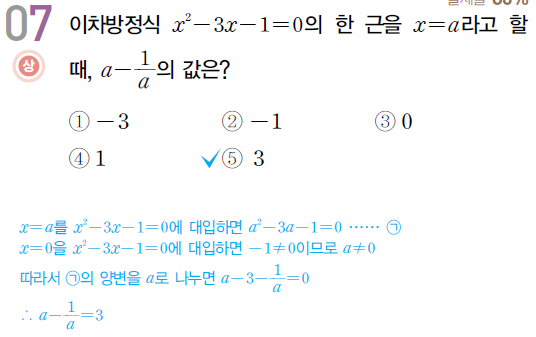 07 이차방정식 x²-3x-1=0의 한 근을 x=a라고 할
상 때, a-1/a의 값은?
① -3 ② -1 ③ 0
④ 1 ⑤ 3
x=a를 x²-3x-1=0에 대입하면 a²-3a-1=0 …… ㉠
x=0을 x²-3x-1=0에 대입하면 -1≠0이므로 a≠0
따라서 ㉠의 양변을 a로 나누면 a-3-1/a=0
∴ a-1/a=3